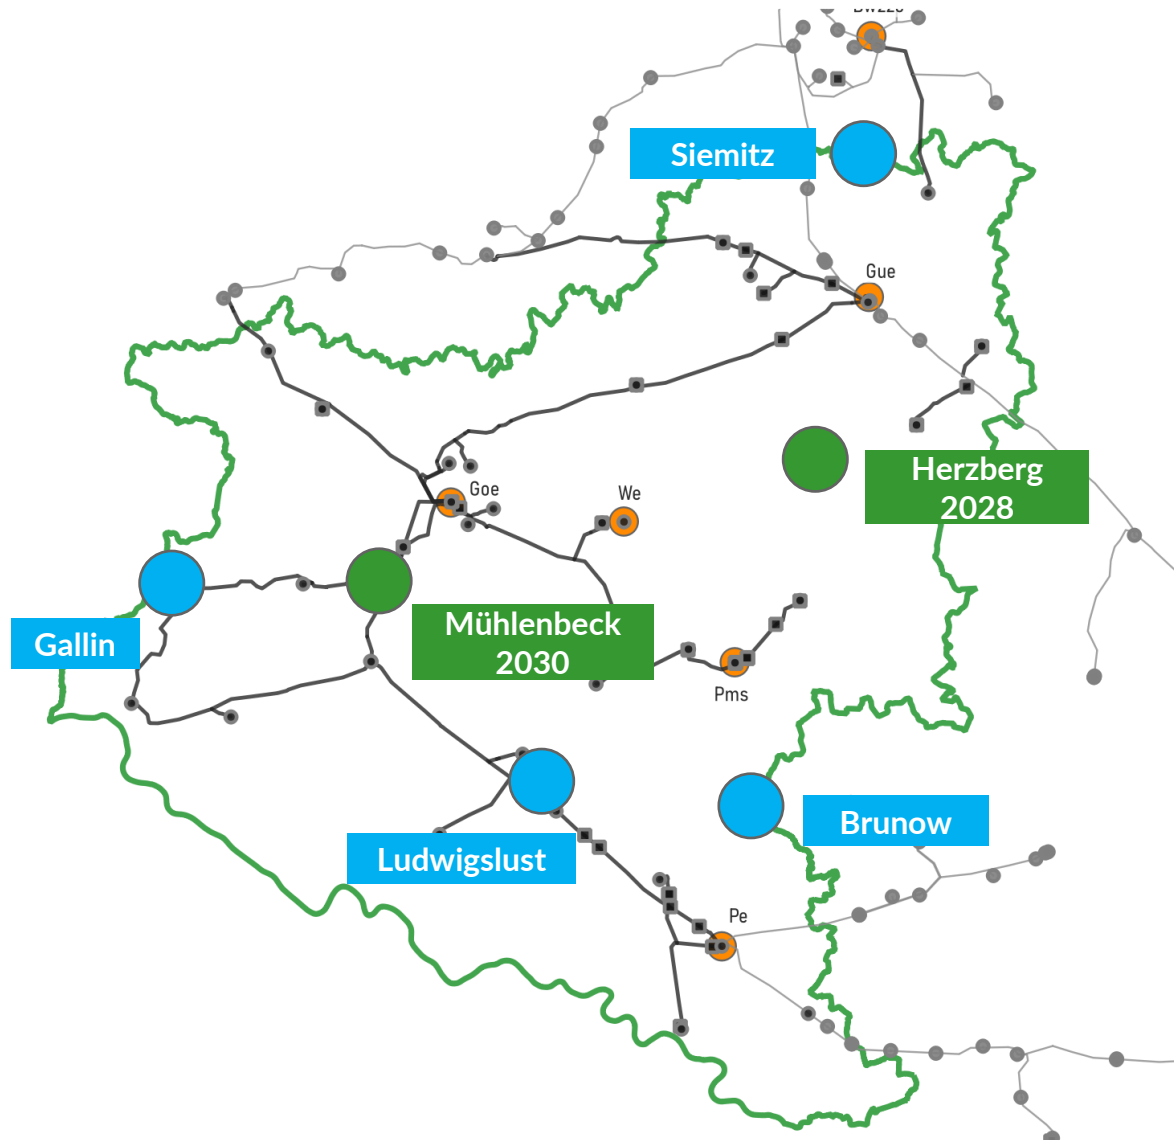 Siemitz
Gue
Herzberg
2028
Goe
We
Mühlenbeck
2030
Gallin
Pms
Brunow
Ludwigslust
Pe